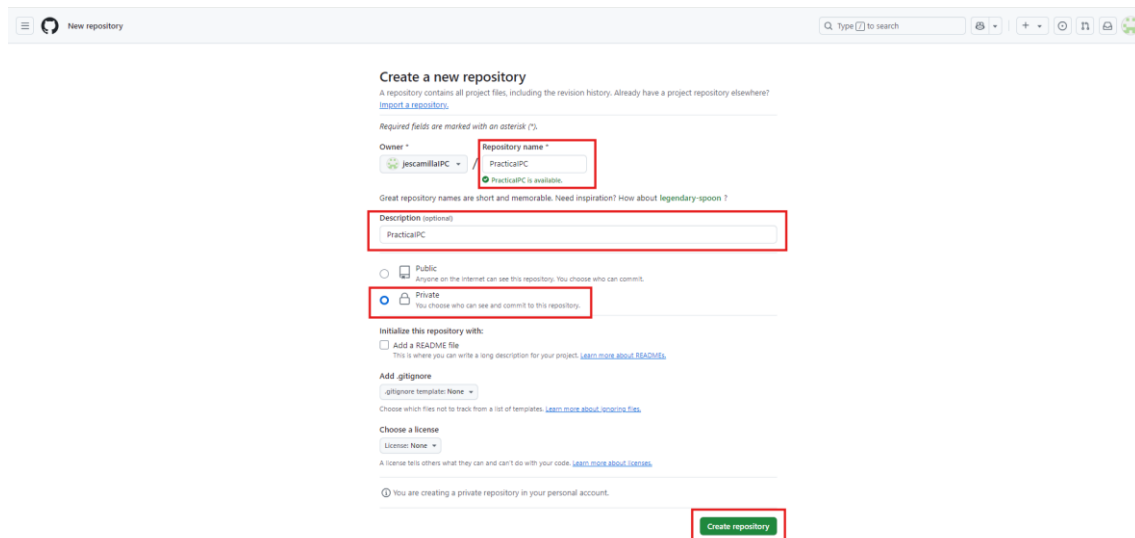 New repository
Type / to search
Create a new repository
A repository contains all project files, including the revision history. Already have a project repository elsewhere?
Import a repository.
Required fields are marked with an asterisk (*).
Owner *
Repository name *
jescamillaIPC
/
PracticaIPC
PracticaIPC is available.
Great repository names are short and memorable. Need inspiration? How about legendary-spoon ?
Description (optional)
PracticaIPC
Public
Anyone on the internet can see this repository. You choose who can commit.
Private
You choose who can see and commit to this repository.
Initialize this repository with:
Add a README file
This is where you can write a long description for your project. Learn more about READMEs.
Add .gitignore
.gitignore template: None
Choose which files not to track from a list of templates. Learn more about ignoring files.
Choose a license
License: None
A license tells others what they can and can't do with your code. Learn more about licenses.
You are creating a private repository in your personal account.
Create repository